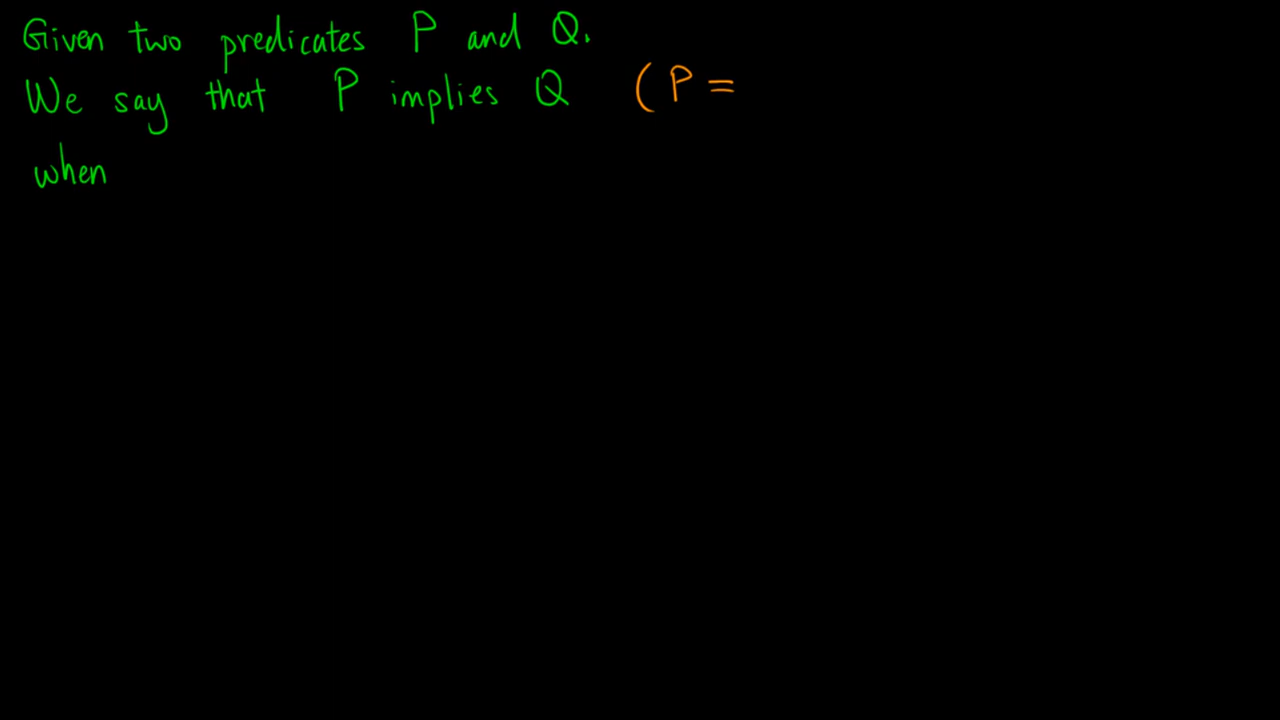 Given two predicates P and Q.
We say that P implies Q (P =
when